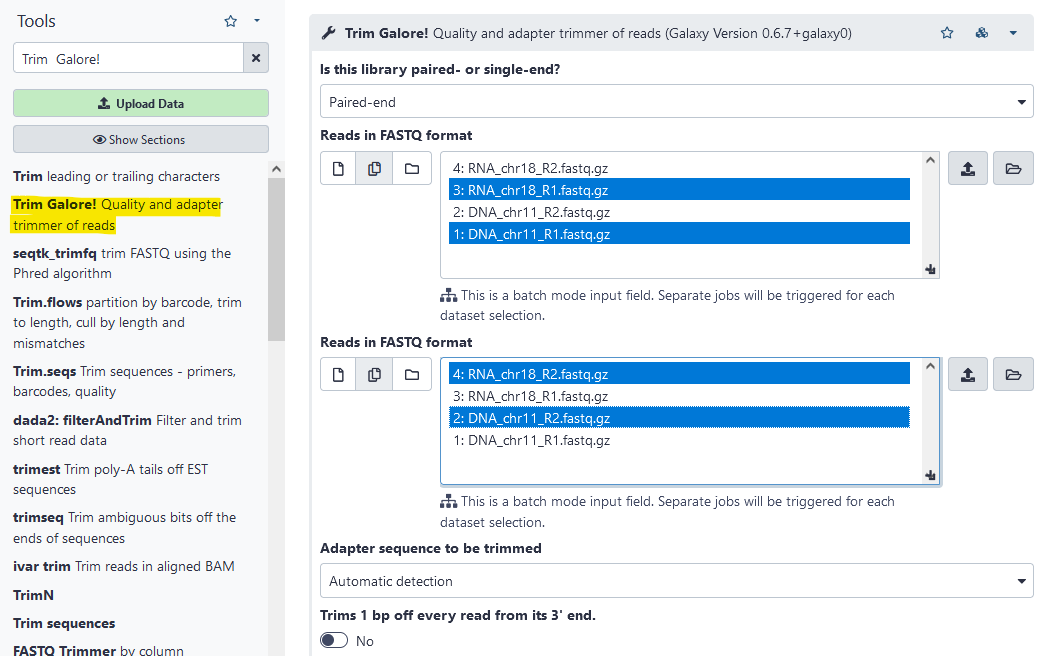 Tools
Trim  Galore!
Upload Data
Show Sections
Trim leading or trailing characters
Trim Galore! Quality and adapter
trimmer of reads
seqtk_trimfq trim FASTQ using the
Phred algorithm
Trim.flows partition by barcode, trim
to length, cull by length and
mismatches
Trim.seqs Trim sequences - primers,
barcodes, quality
dada2: filterAndTrim Filter and trim
short read data
trimest Trim poly-A tails off EST
sequences
trimseq Trim ambiguous bits off the
ends of sequences
ivar trim Trim reads in aligned BAM
TrimN
Trim sequences
FASTQ Trimmer by column
Trim Galore! Quality and adapter trimmer of reads (Galaxy Version 0.6.7+galaxy0)
Is this library paired- or single-end?
Paired-end
Reads in FASTQ format
4: RNA_chr18_R2.fastq.gz
3: RNA_chr18_R1.fastq.gz
2: DNA_chr11_R2.fastq.gz
1: DNA_chr11_R1.fastq.gz
This is a batch mode input field. Separate jobs will be triggered for each
dataset selection.
Reads in FASTQ format
4: RNA_chr18_R2.fastq.gz
3: RNA_chr18_R1.fastq.gz
2: DNA_chr11_R2.fastq.gz
1: DNA_chr11_R1.fastq.gz
This is a batch mode input field. Separate jobs will be triggered for each
dataset selection.
Adapter sequence to be trimmed
Automatic detection
Trims 1 bp off every read from its 3' end.
No